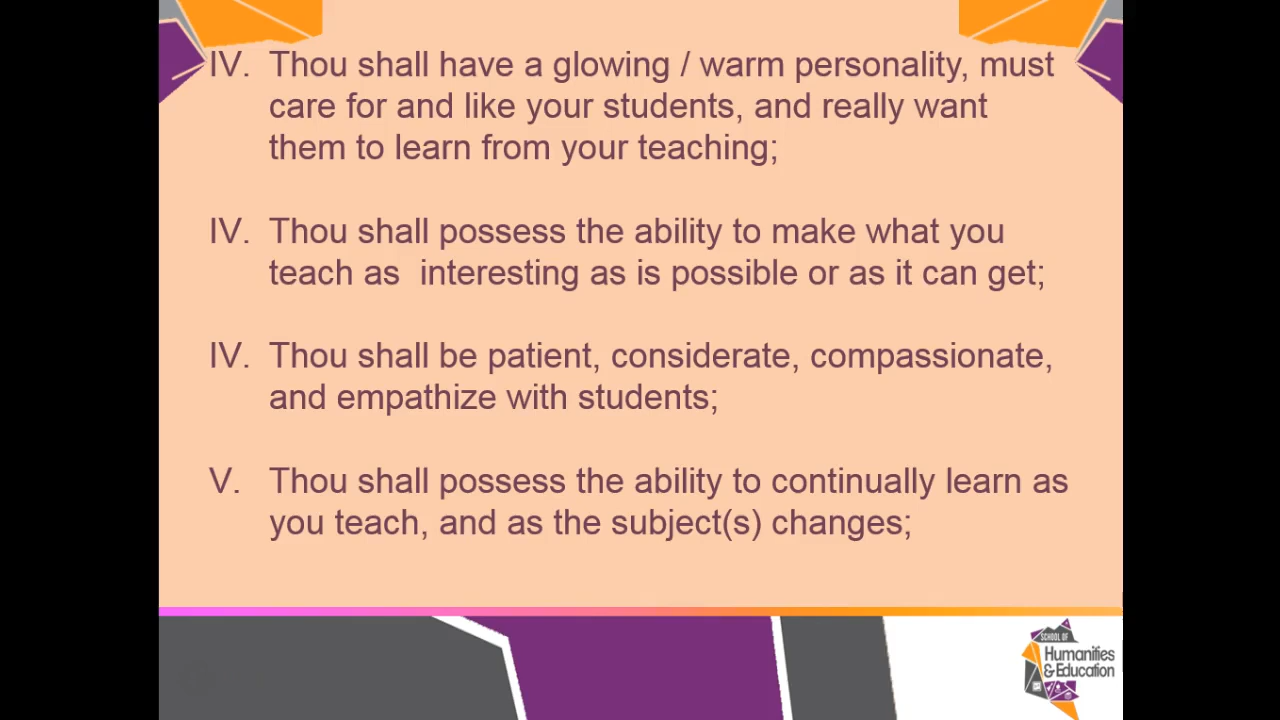 IV. Thou shall have a glowing / warm personality, must
care for and like your students, and really want
them to learn from your teaching;
IV. Thou shall possess the ability to make what you
teach as  interesting as is possible or as it can get;
IV. Thou shall be patient, considerate, compassionate,
and empathize with students;
V. Thou shall possess the ability to continually learn as
you teach, and as the subject(s) changes;
SCHOOL OF
Humanities
& Education